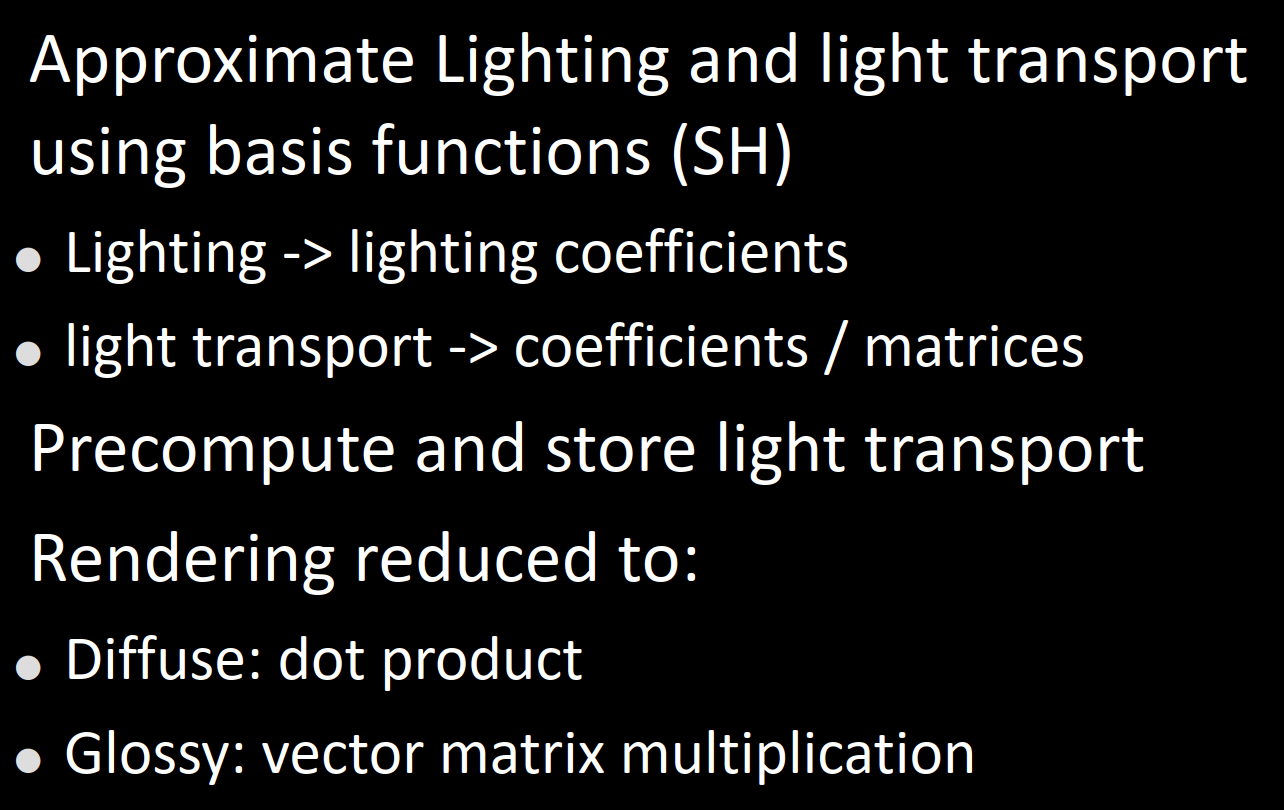 Approximate Lighting and light transport
using basis functions (SH)
● Lighting -> lighting coefficients
● light transport -> coefficients / matrices
Precompute and store light transport
Rendering reduced to:
● Diffuse: dot product
● Glossy: vector matrix multiplication